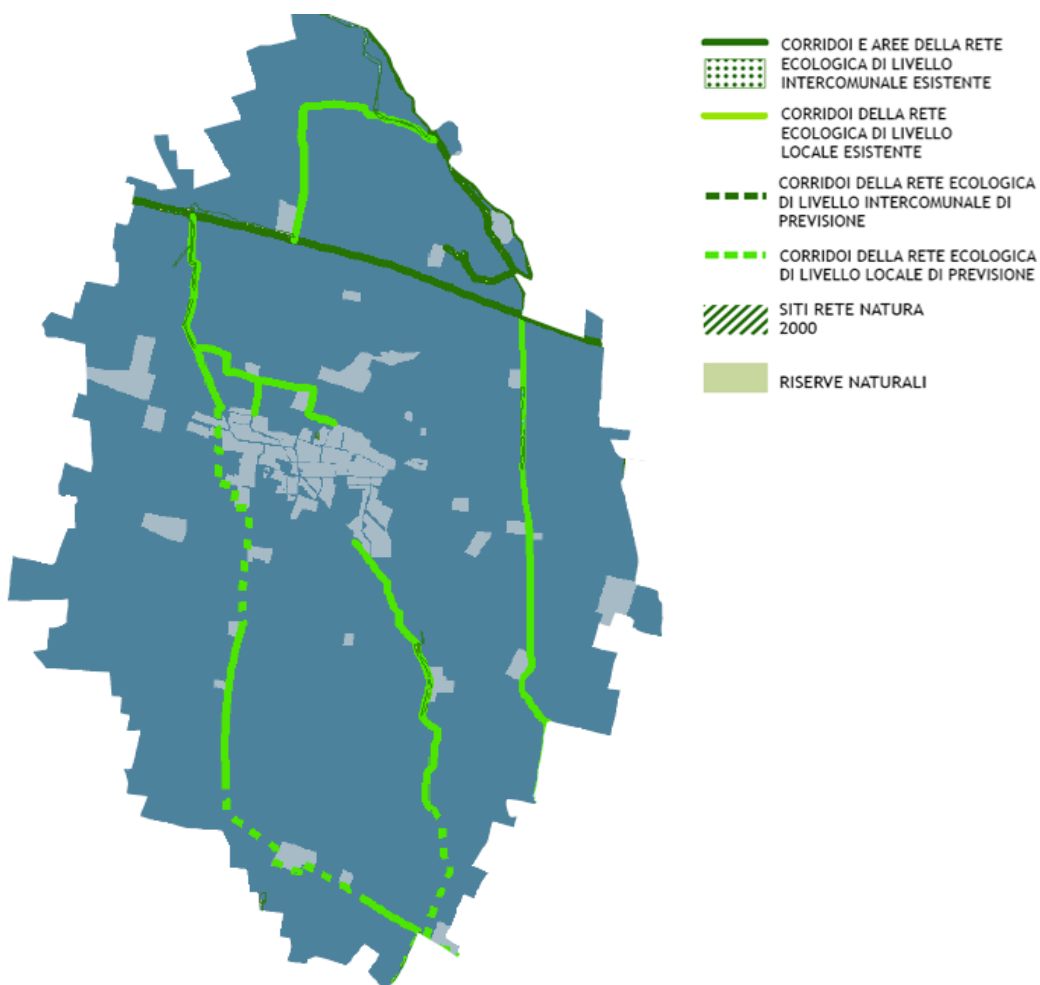 CORRIDOI E AREE DELLA RETE
ECOLOGICA DI LIVELLO
INTERCOMUNALE ESISTENTE
CORRIDOI DELLA RETE
ECOLOGICA DI LIVELLO
LOCALE ESISTENTE
CORRIDOI DELLA RETE ECOLOGICA
DI LIVELLO INTERCOMUNALE DI
PREVISIONE
CORRIDOI DELLA RETE ECOLOGICA
DI LIVELLO LOCALE DI PREVISIONE
SITI RETE NATURA
2000
RISERVE NATURALI